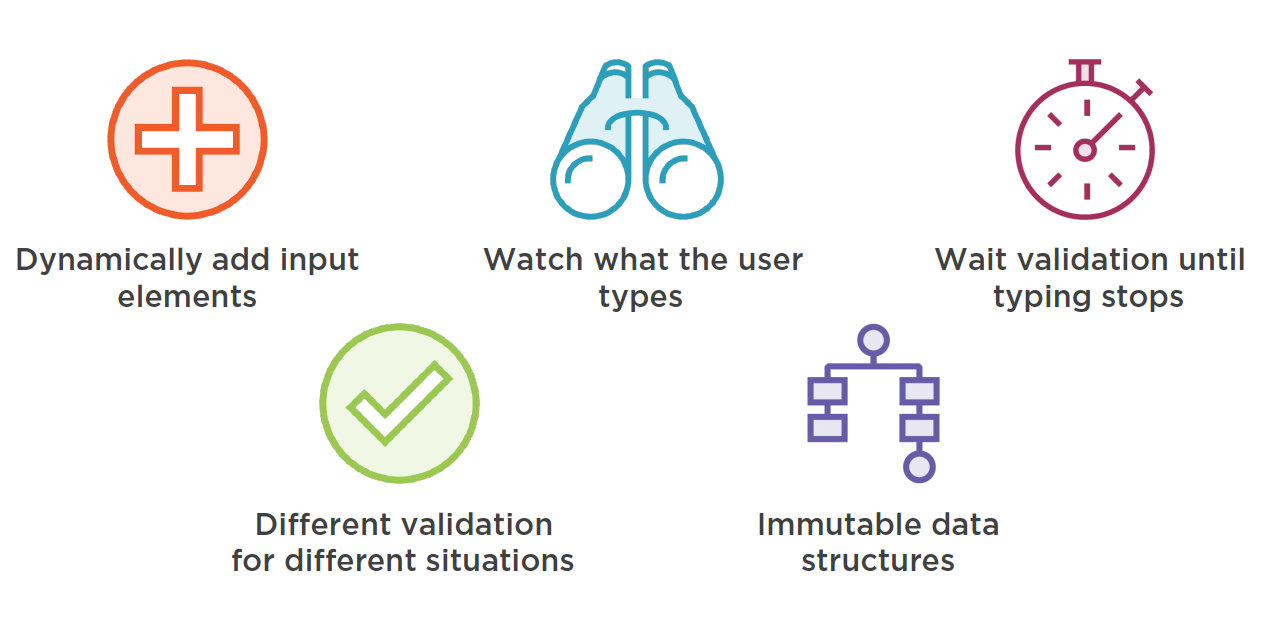 Dynamically add input
elements
Watch what the user
types
Wait validation until
typing stops
Different validation
for different situations
Immutable data
structures